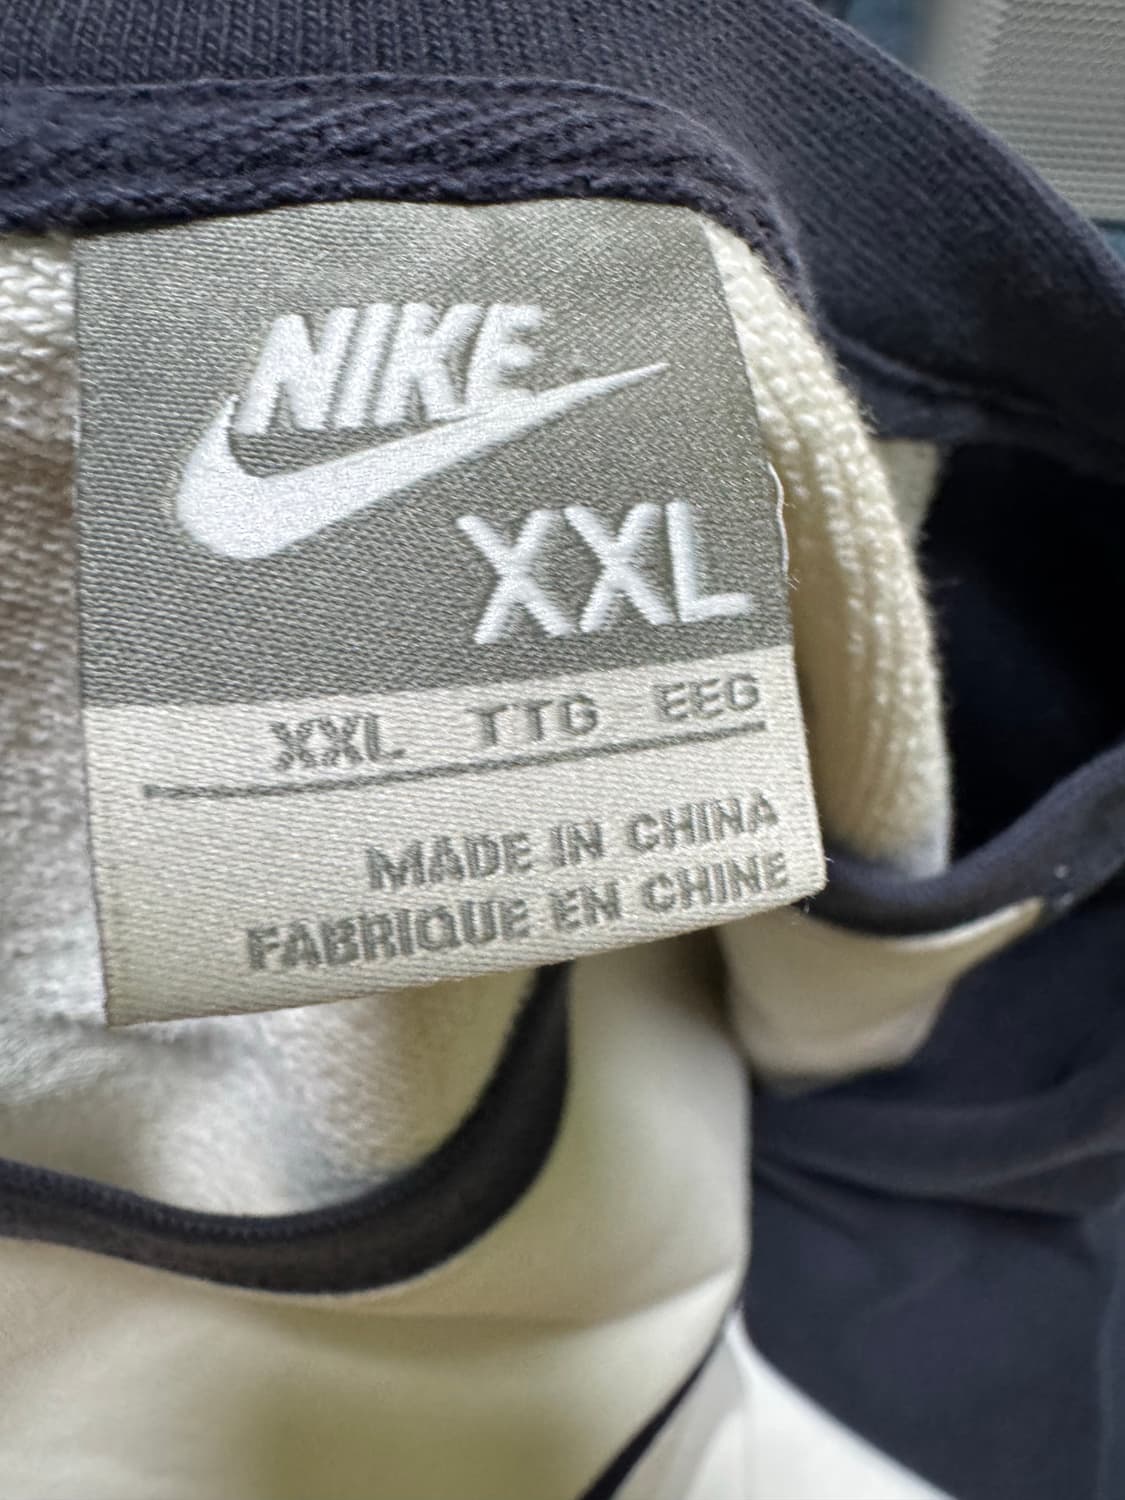 NIKE
XXL
XXL TTG EEG
MADE IN CHINA
FABRIQUE EN CHINE